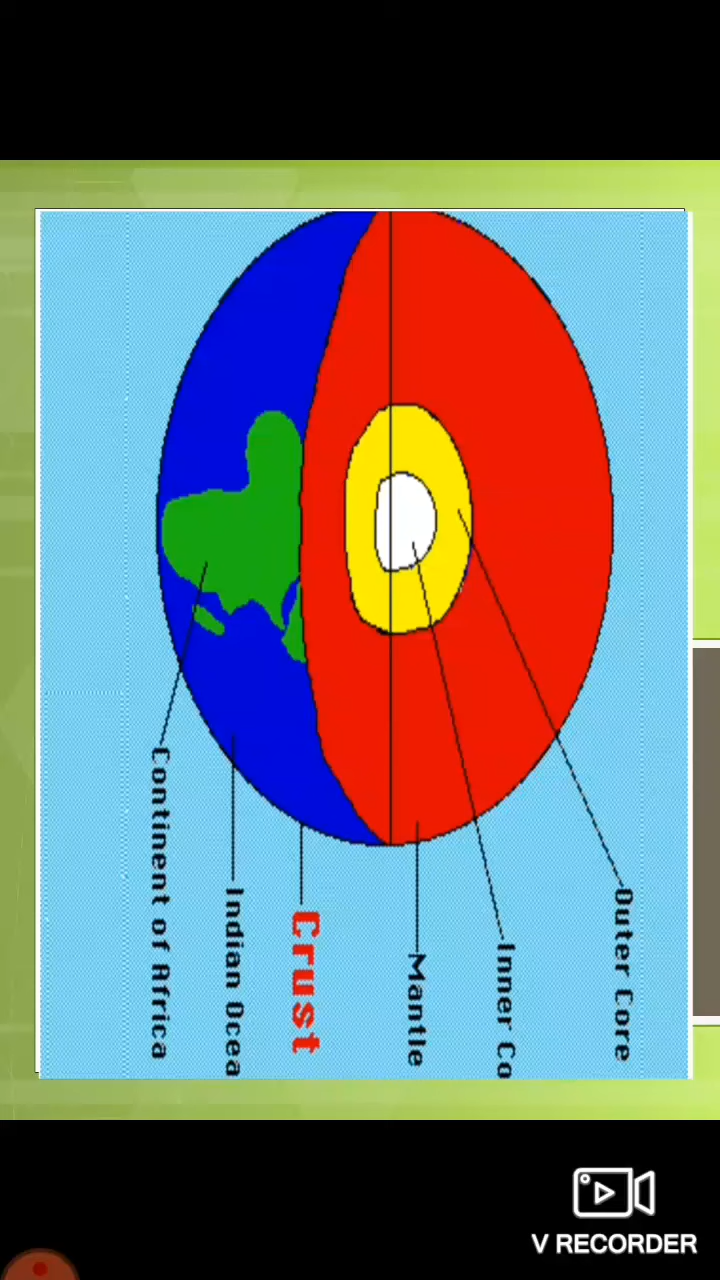 Outer Core
Inner Co
Mantle
Crust
Indian Ocea
Continent of Africa
V RECORDER